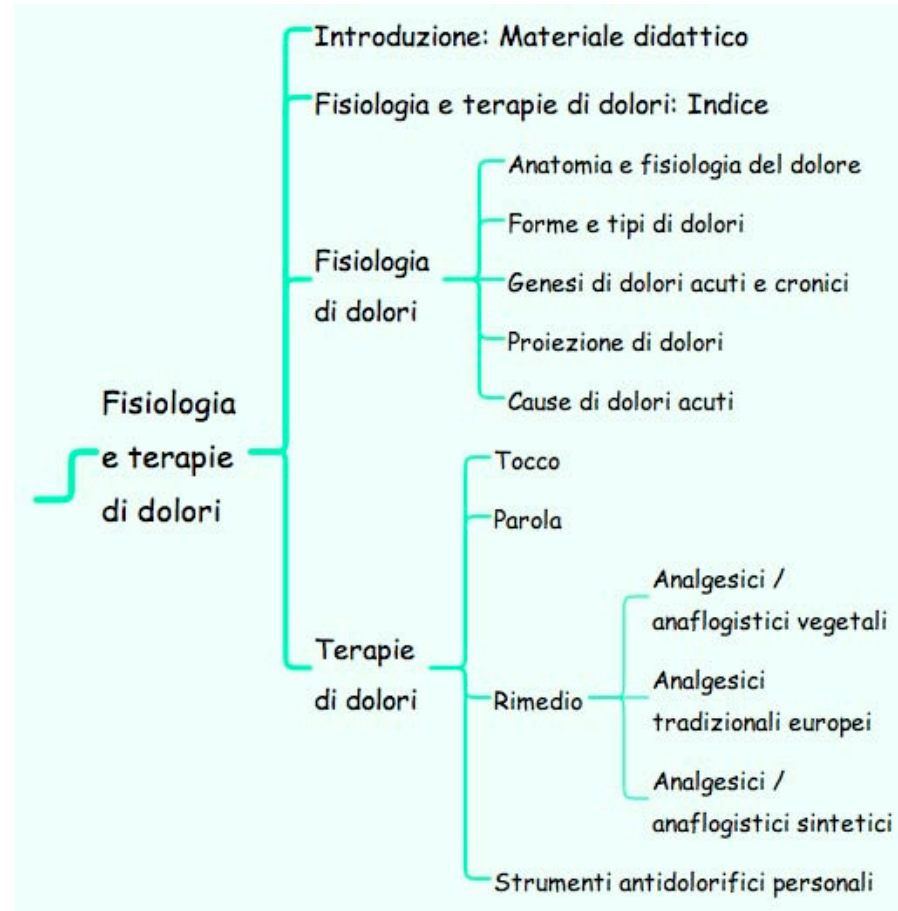 Introduzione: Materiale didattico
Fisiologia e terapie di dolori: Indice
Anatomia e fisiologia del dolore
Forme e tipi di dolori
Fisiologia
di dolori
Genesi di dolori acuti e cronici
Proiezione di dolori
Cause di dolori acuti
Fisiologia
e terapie
di dolori
Tocco
Parola
Terapie
di dolori
Rimedio
Analgesici /
anaflogistici vegetali
Analgesici
tradizionali europei
Analgesici /
anaflogistici sintetici
Strumenti antidolorifici personali